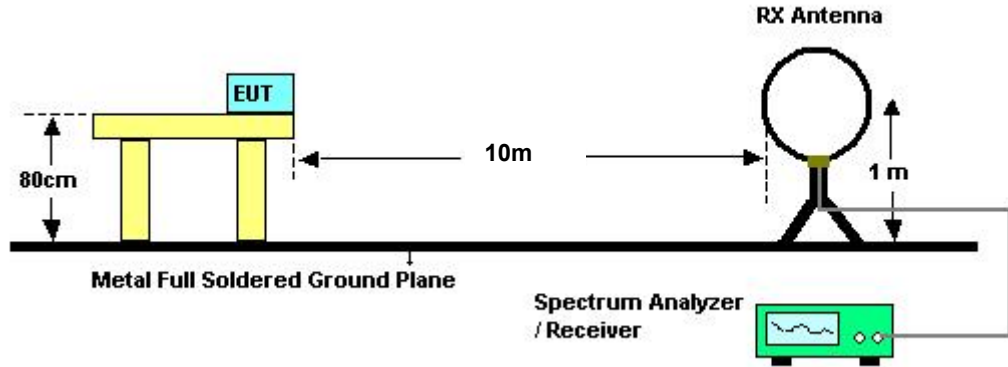 RX Antenna
EUT
10m
80cm
1 m
Metal Full Soldered Ground Plane
Spectrum Analyzer
/ Receiver